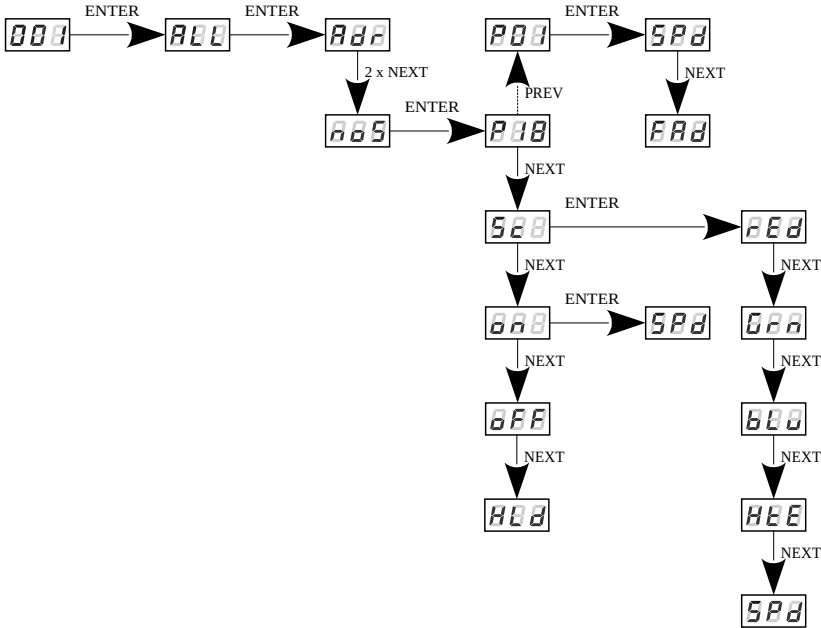 ENTER
ENTER
ENTER
001
ALL
Adr
P01
SPd
2 x NEXT
NEXT
PREV
ENTER
noS
P18
FAd
NEXT
ENTER
Sc
rEd
NEXT
NEXT
ENTER
on
SPd
Grn
NEXT
NEXT
oFF
bLu
NEXT
NEXT
HLd
HtE
NEXT
SPd